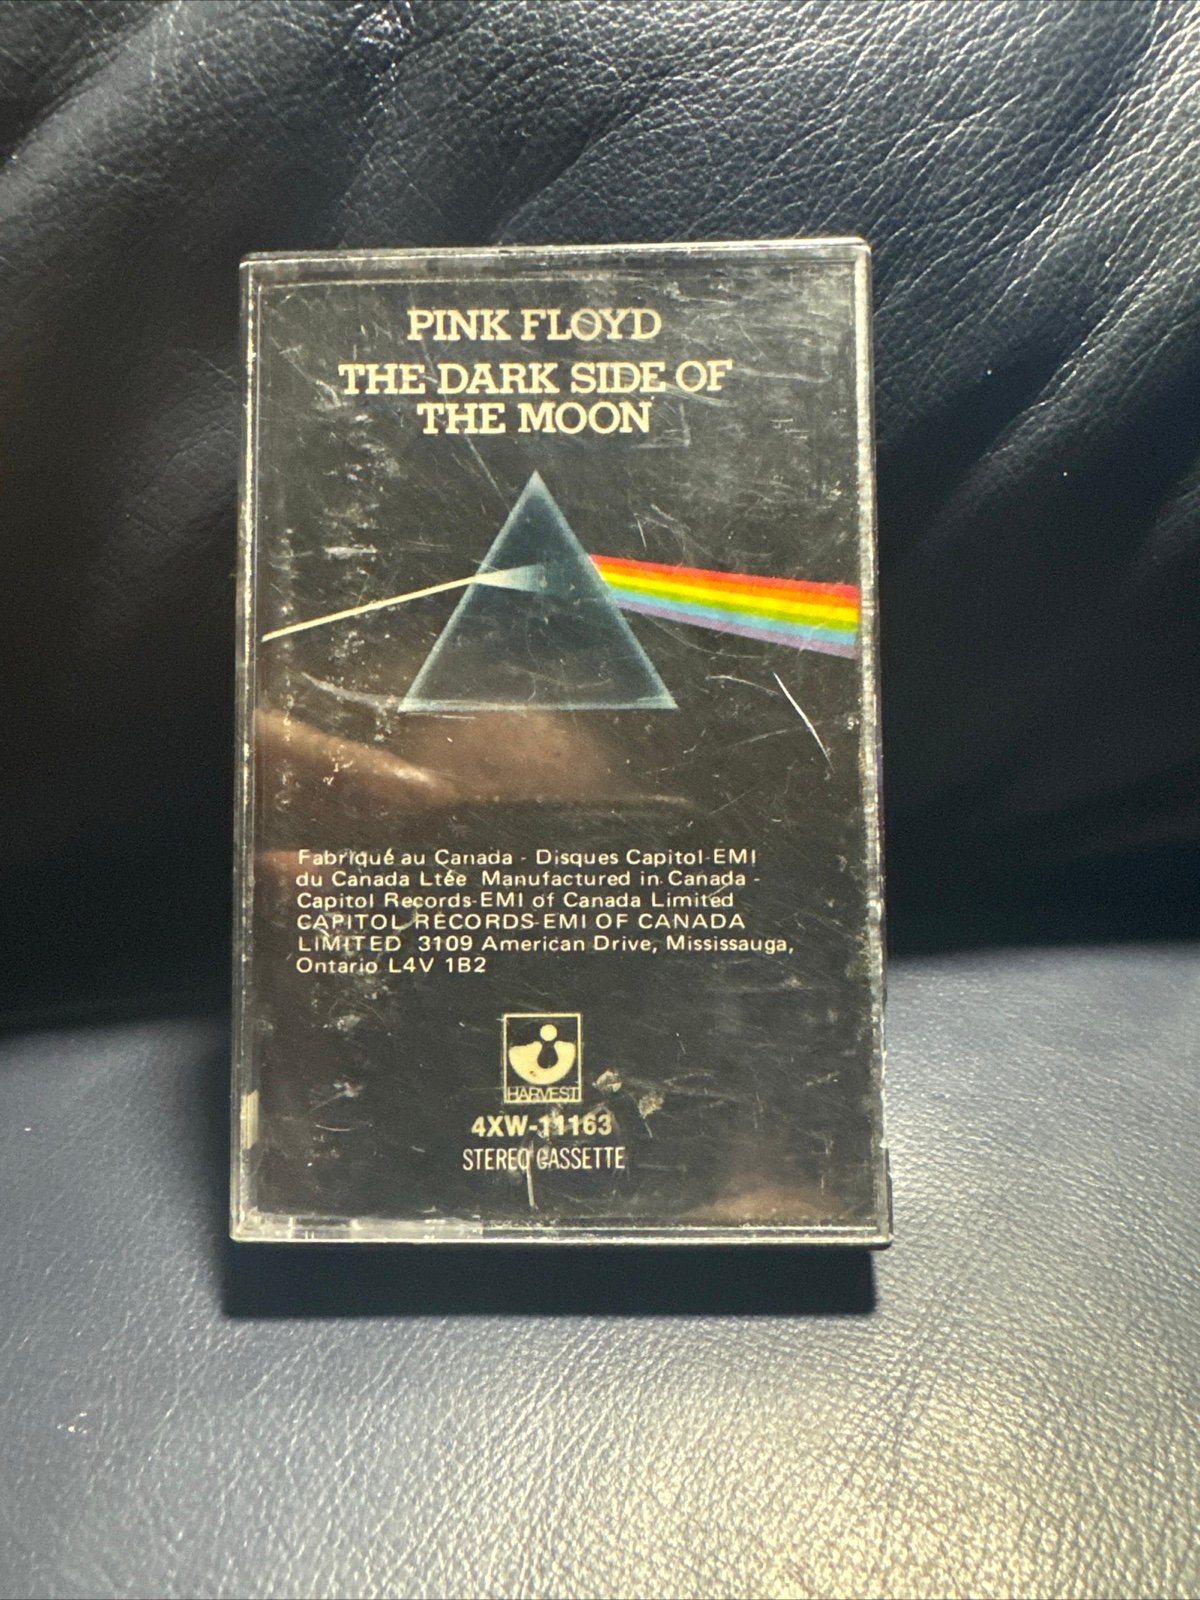 PINK FLOYD
THE DARK SIDE OF
THE MOON
Fabriqué au Canada - Disques Capitol-EMI
du Canada Ltée Manufactured in Canada -
Capitol Records-EMI of Canada Limited
CAPITOL RECORDS-EMI OF CANADA
LIMITED 3109 American Drive, Mississauga,
Ontario L4V 1B2
HARVEST
4XW-11163
STEREO CASSETTE